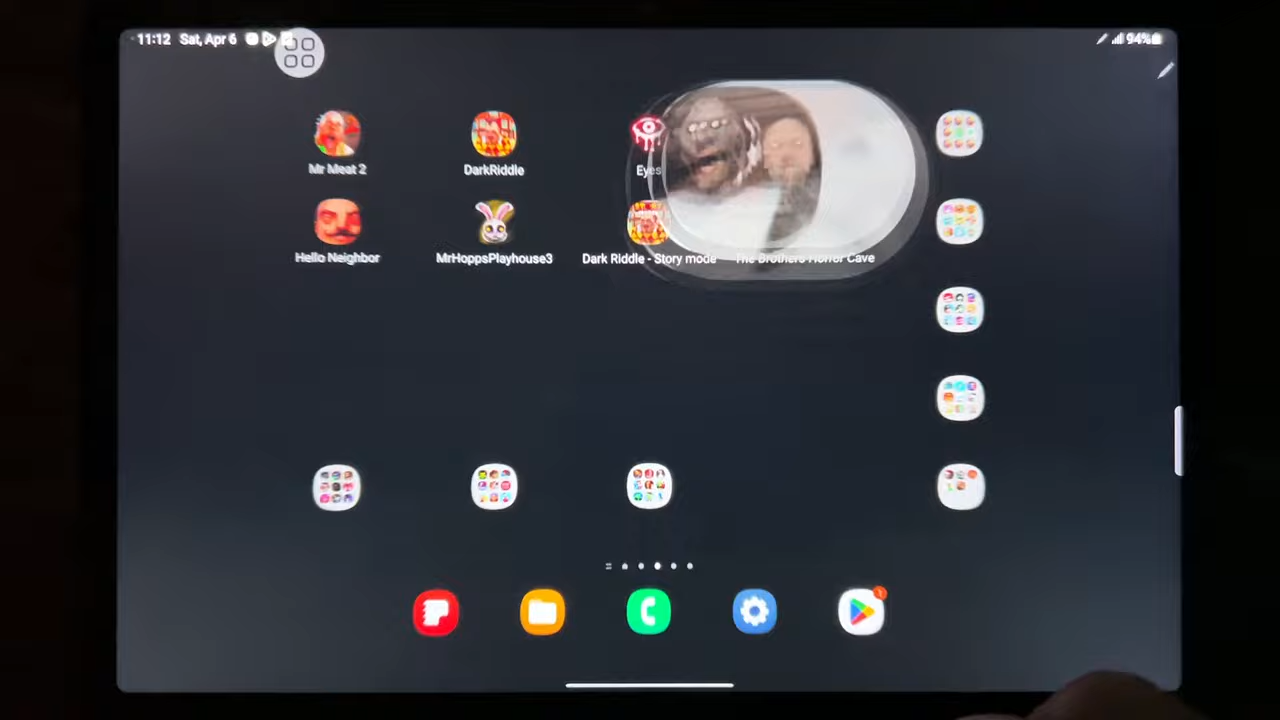 11:12 Sat, Apr 6
94%
Mr Meat 2
DarkRiddle
Eyes
Hello Neighbor
MrHoppsPlayhouse3
Dark Riddle - Story mode
The Brothers Horror Cave